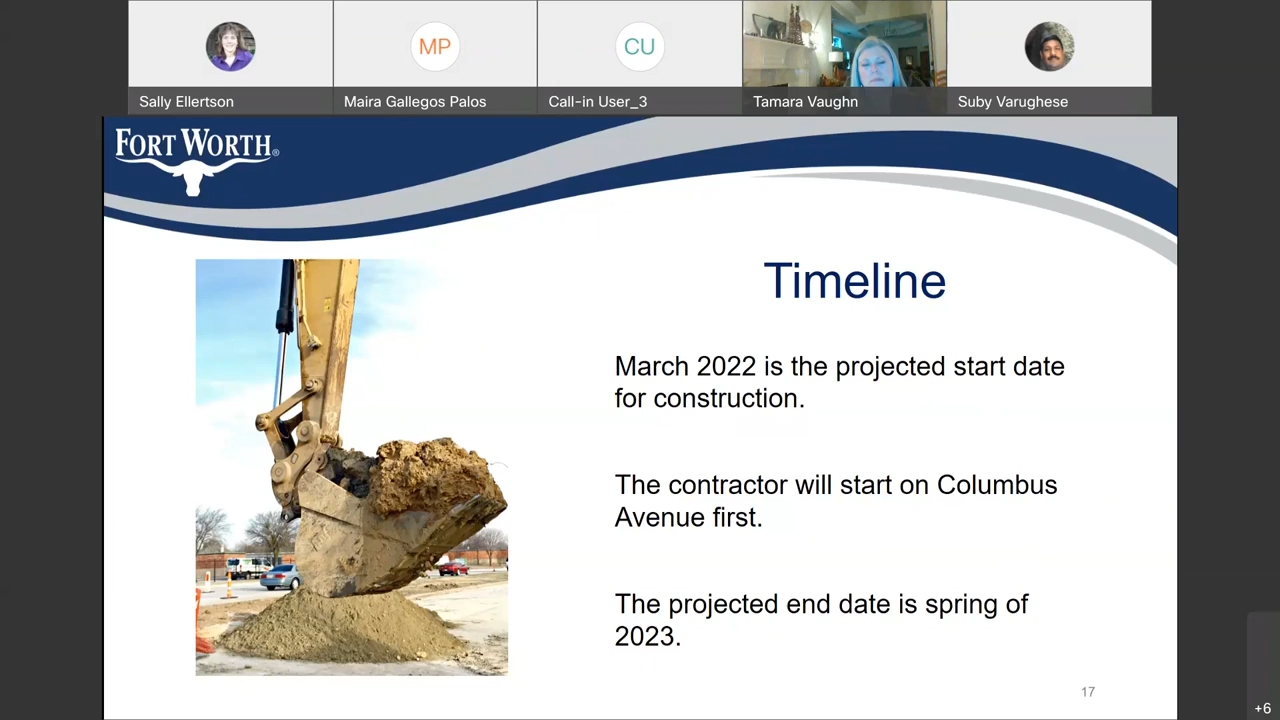 MP
CU
Sally Ellertson
Maira Gallegos Palos
Call-in User_3
Tamara Vaughn
Suby Varughese
FORT WORTH®
Timeline
March 2022 is the projected start date
for construction.
The contractor will start on Columbus
Avenue first.
The projected end date is spring of
2023.
17
+6